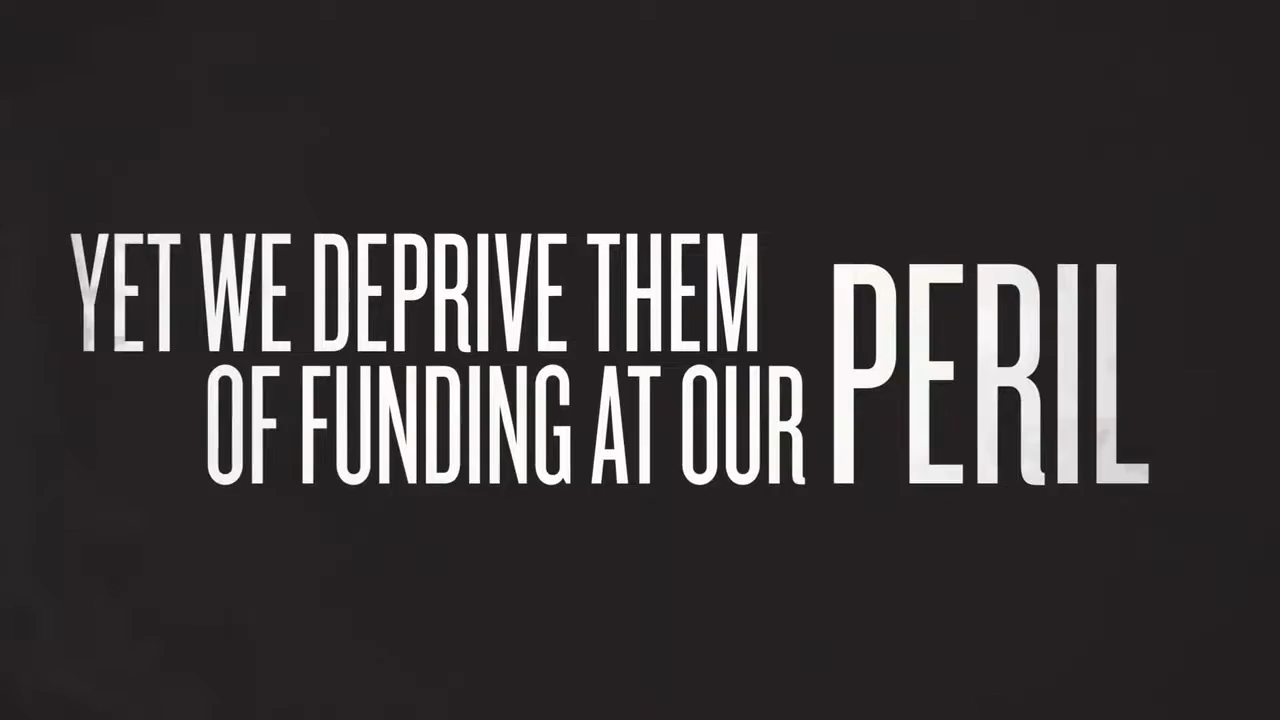 YET WE DEPRIVE THEM
OF FUNDING AT OUR PERIL